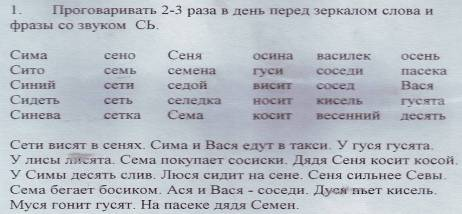 1. Проговаривать 2-3 раза в день перед зеркалом слова и
фразы со звуком СЬ.
Сима сено Сеня осина василек осень
Сито семь семена гуси соседи пасека
Синий сети седой висит сосед Вася
Сидеть сеть селедка носит кисель гусята
Синева сетка Сема косит весенний десять
Сети висят в сенях. Сима и Вася едут в такси. У гуся гусята.
У лисы лисята. Сема покупает сосиски. Дядя Сеня косит косой.
У Симы десять слив. Люся сидит на сене. Сеня сильнее Севы.
Сема бегает босиком. Ася и Вася - соседи. Дуся пьет кисель.
Муся гонит гусят. На пасеке дядя Семен.